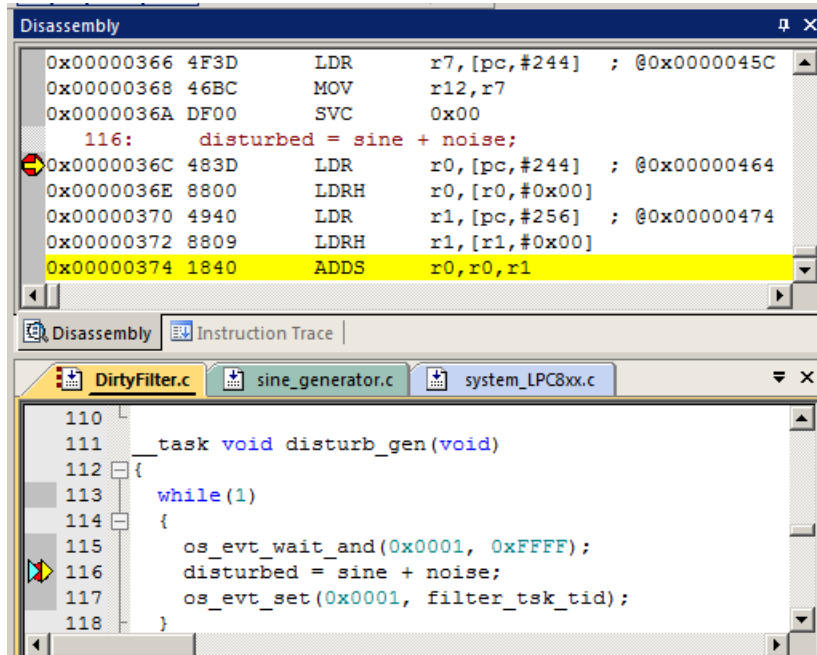 Disassembly
0x00000366 4F3D LDR r7,[pc,#244] ; @0x0000045C
0x00000368 46BC MOV r12,r7
0x0000036A DF00 SVC 0x00
116: disturbed = sine + noise;
0x0000036C 483D LDR r0,[pc,#244] ; @0x00000464
0x0000036E 8800 LDRH r0,[r0,#0x00]
0x00000370 4940 LDR r1,[pc,#256] ; @0x00000474
0x00000372 8809 LDRH r1,[r1,#0x00]
0x00000374 1840 ADDS r0,r0,r1
Disassembly Instruction Trace
DirtyFilter.c sine_generator.c system_LPC8xx.c
110
111 __task void disturb_gen(void)
112 {
113 while(1)
114 {
115 os_evt_wait_and(0x0001, 0xFFFF);
116 disturbed = sine + noise;
117 os_evt_set(0x0001, filter_tsk_tid);
118 }